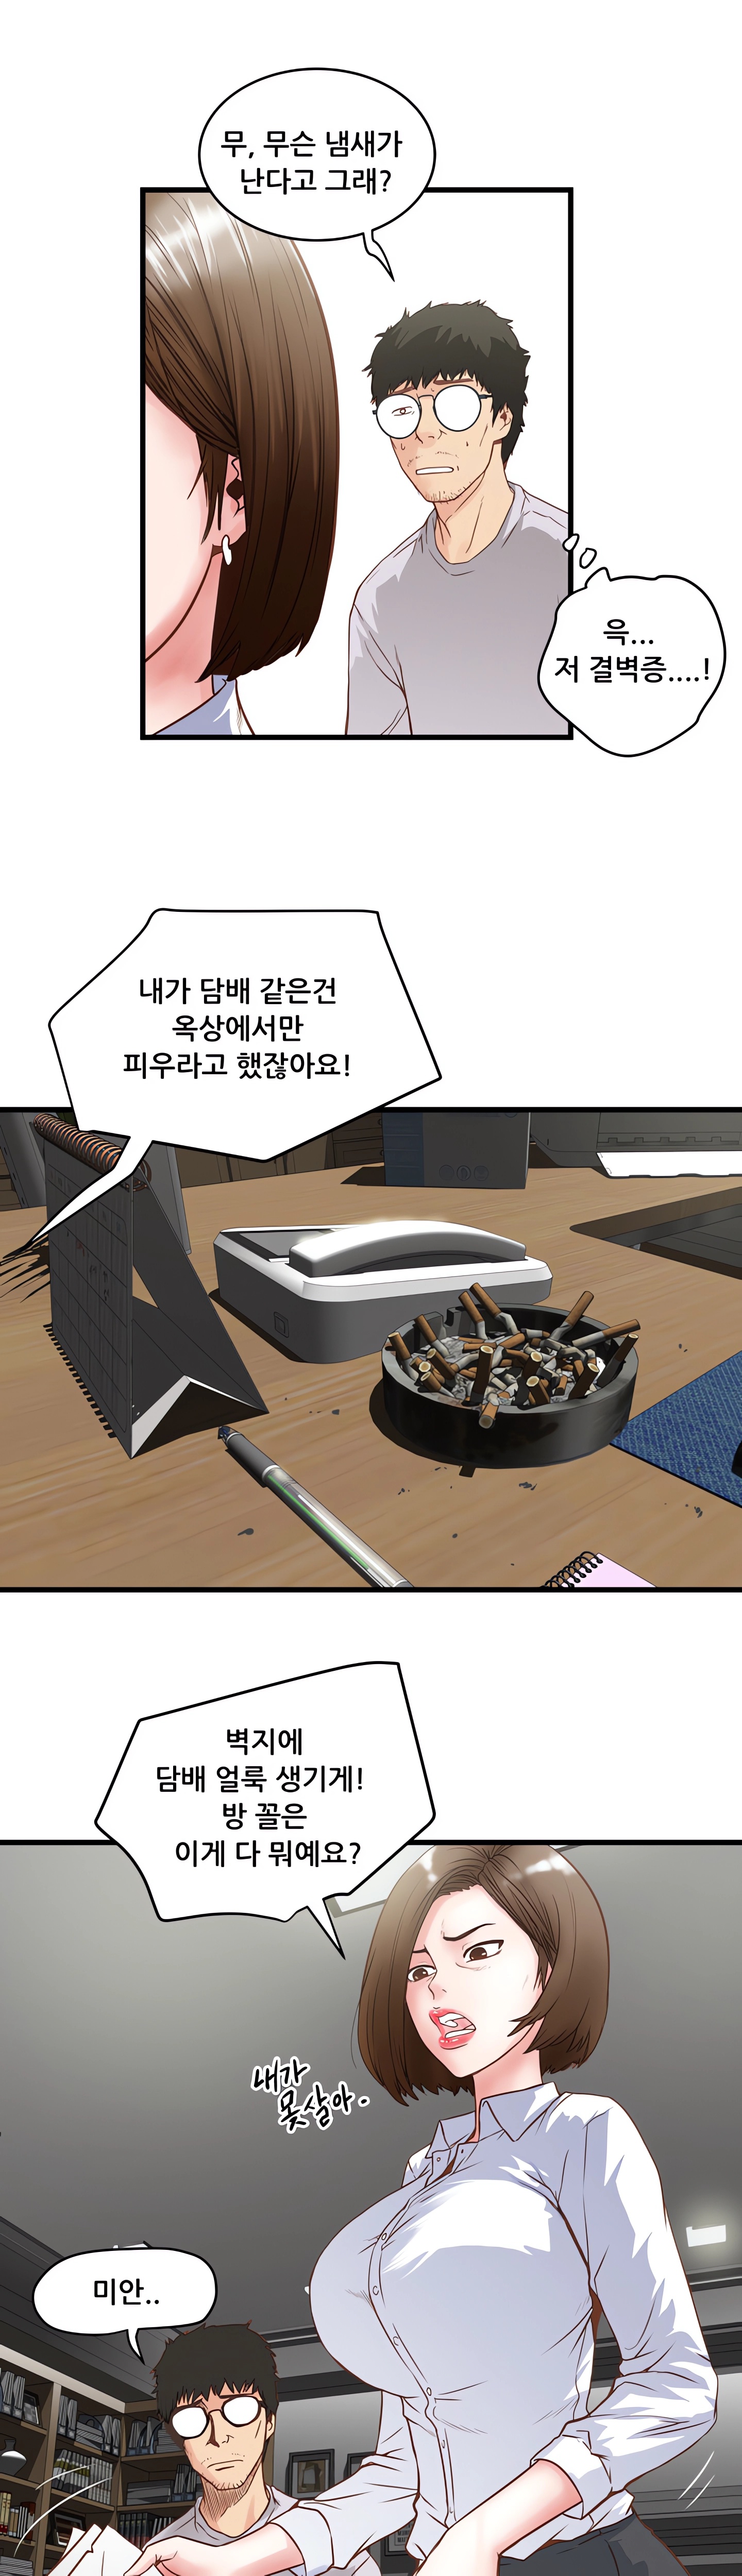 무, 무슨 냄새가
난다고 그래?
윽...
저 결벽증....!
내가 담배 같은건
옥상에서만
피우라고 했잖아요!
벽지에
담배 얼룩 생기게!
방 꼴은
이게 다 뭐예요?
내가
못살아.
미안..